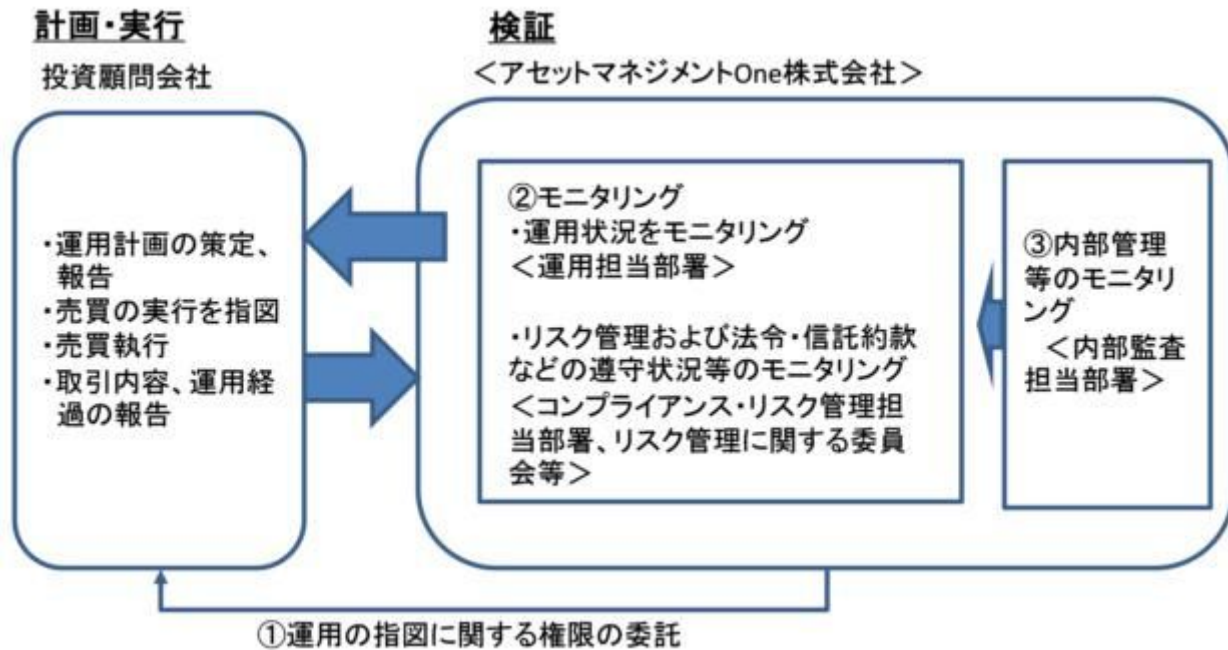 計画・実行
投資顧問会社
・運用計画の策定、
報告
・売買の実行を指図
・売買執行
・取引内容、運用経
過の報告
検証
＜アセットマネジメントOne株式会社＞
②モニタリング
・運用状況をモニタリング
＜運用担当部署＞
・リスク管理および法令・信託約款
などの遵守状況等のモニタリング
＜コンプライアンス・リスク管理担
当部署、リスク管理に関する委員
会等＞
③内部管理
等のモニタリ
ング
＜内部監査
担当部署＞
①運用の指図に関する権限の委託